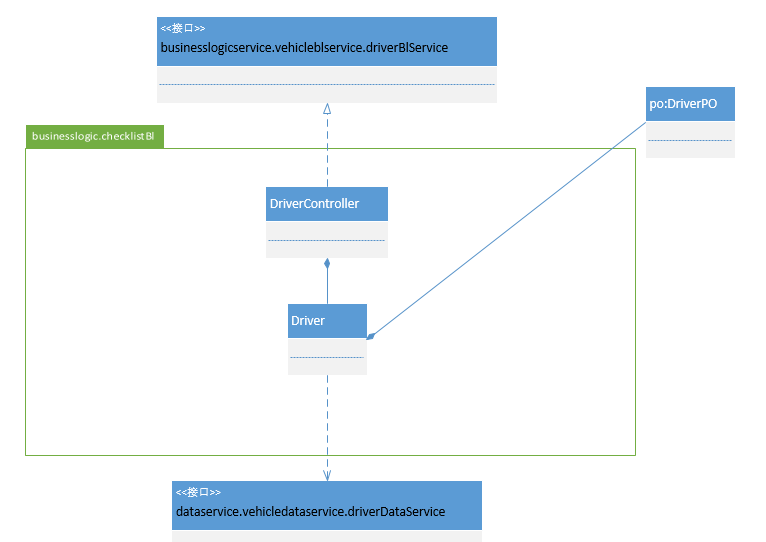 <<接口>>
businesslogicservice.vehicleblservice.driverBlService
po:DriverPO
businesslogic.checklistBl
DriverController
Driver
<<接口>>
dataservice.vehicledataservice.driverDataService